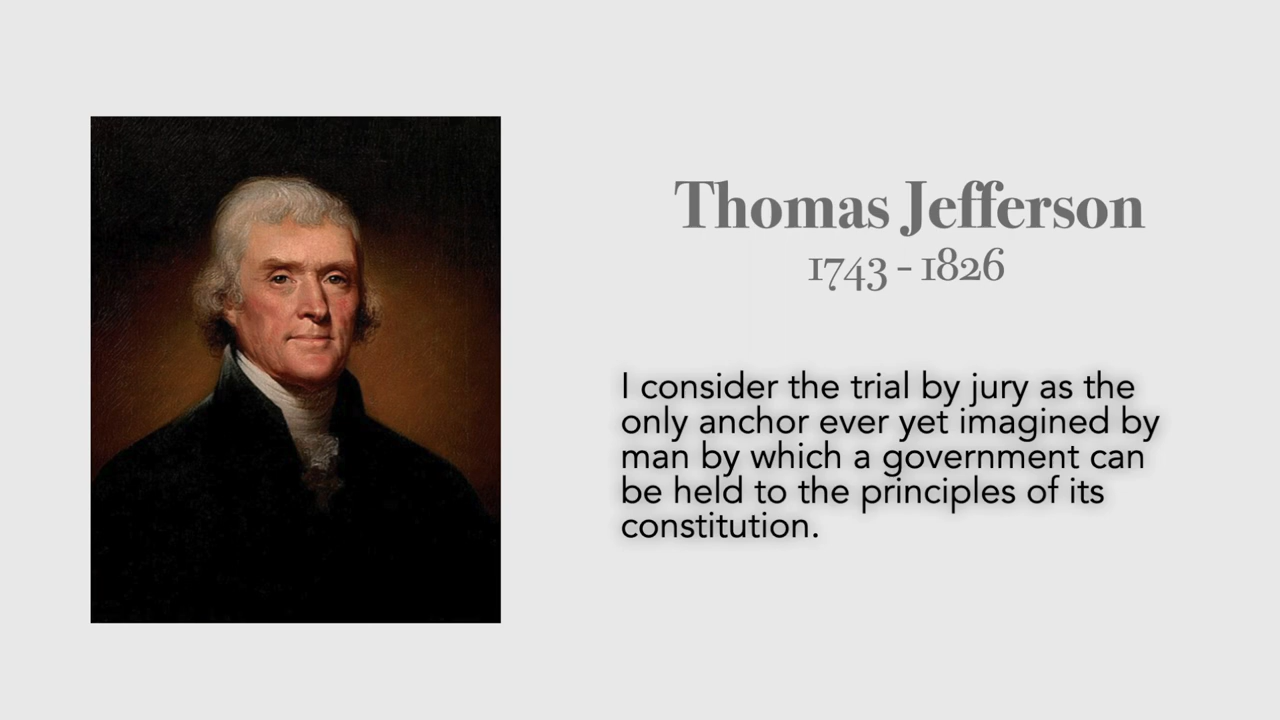 Thomas Jefferson
1743 - 1826
I consider the trial by jury as the
only anchor ever yet imagined by
man by which a government can
be held to the principles of its
constitution.